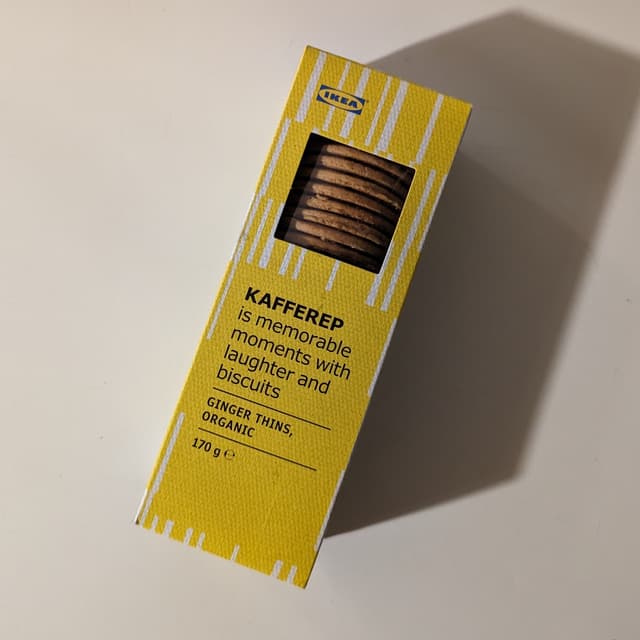 IKEA
KAFFEREP
is memorable
moments with
laughter and
biscuits
GINGER THINS,
ORGANIC
170 g ℮